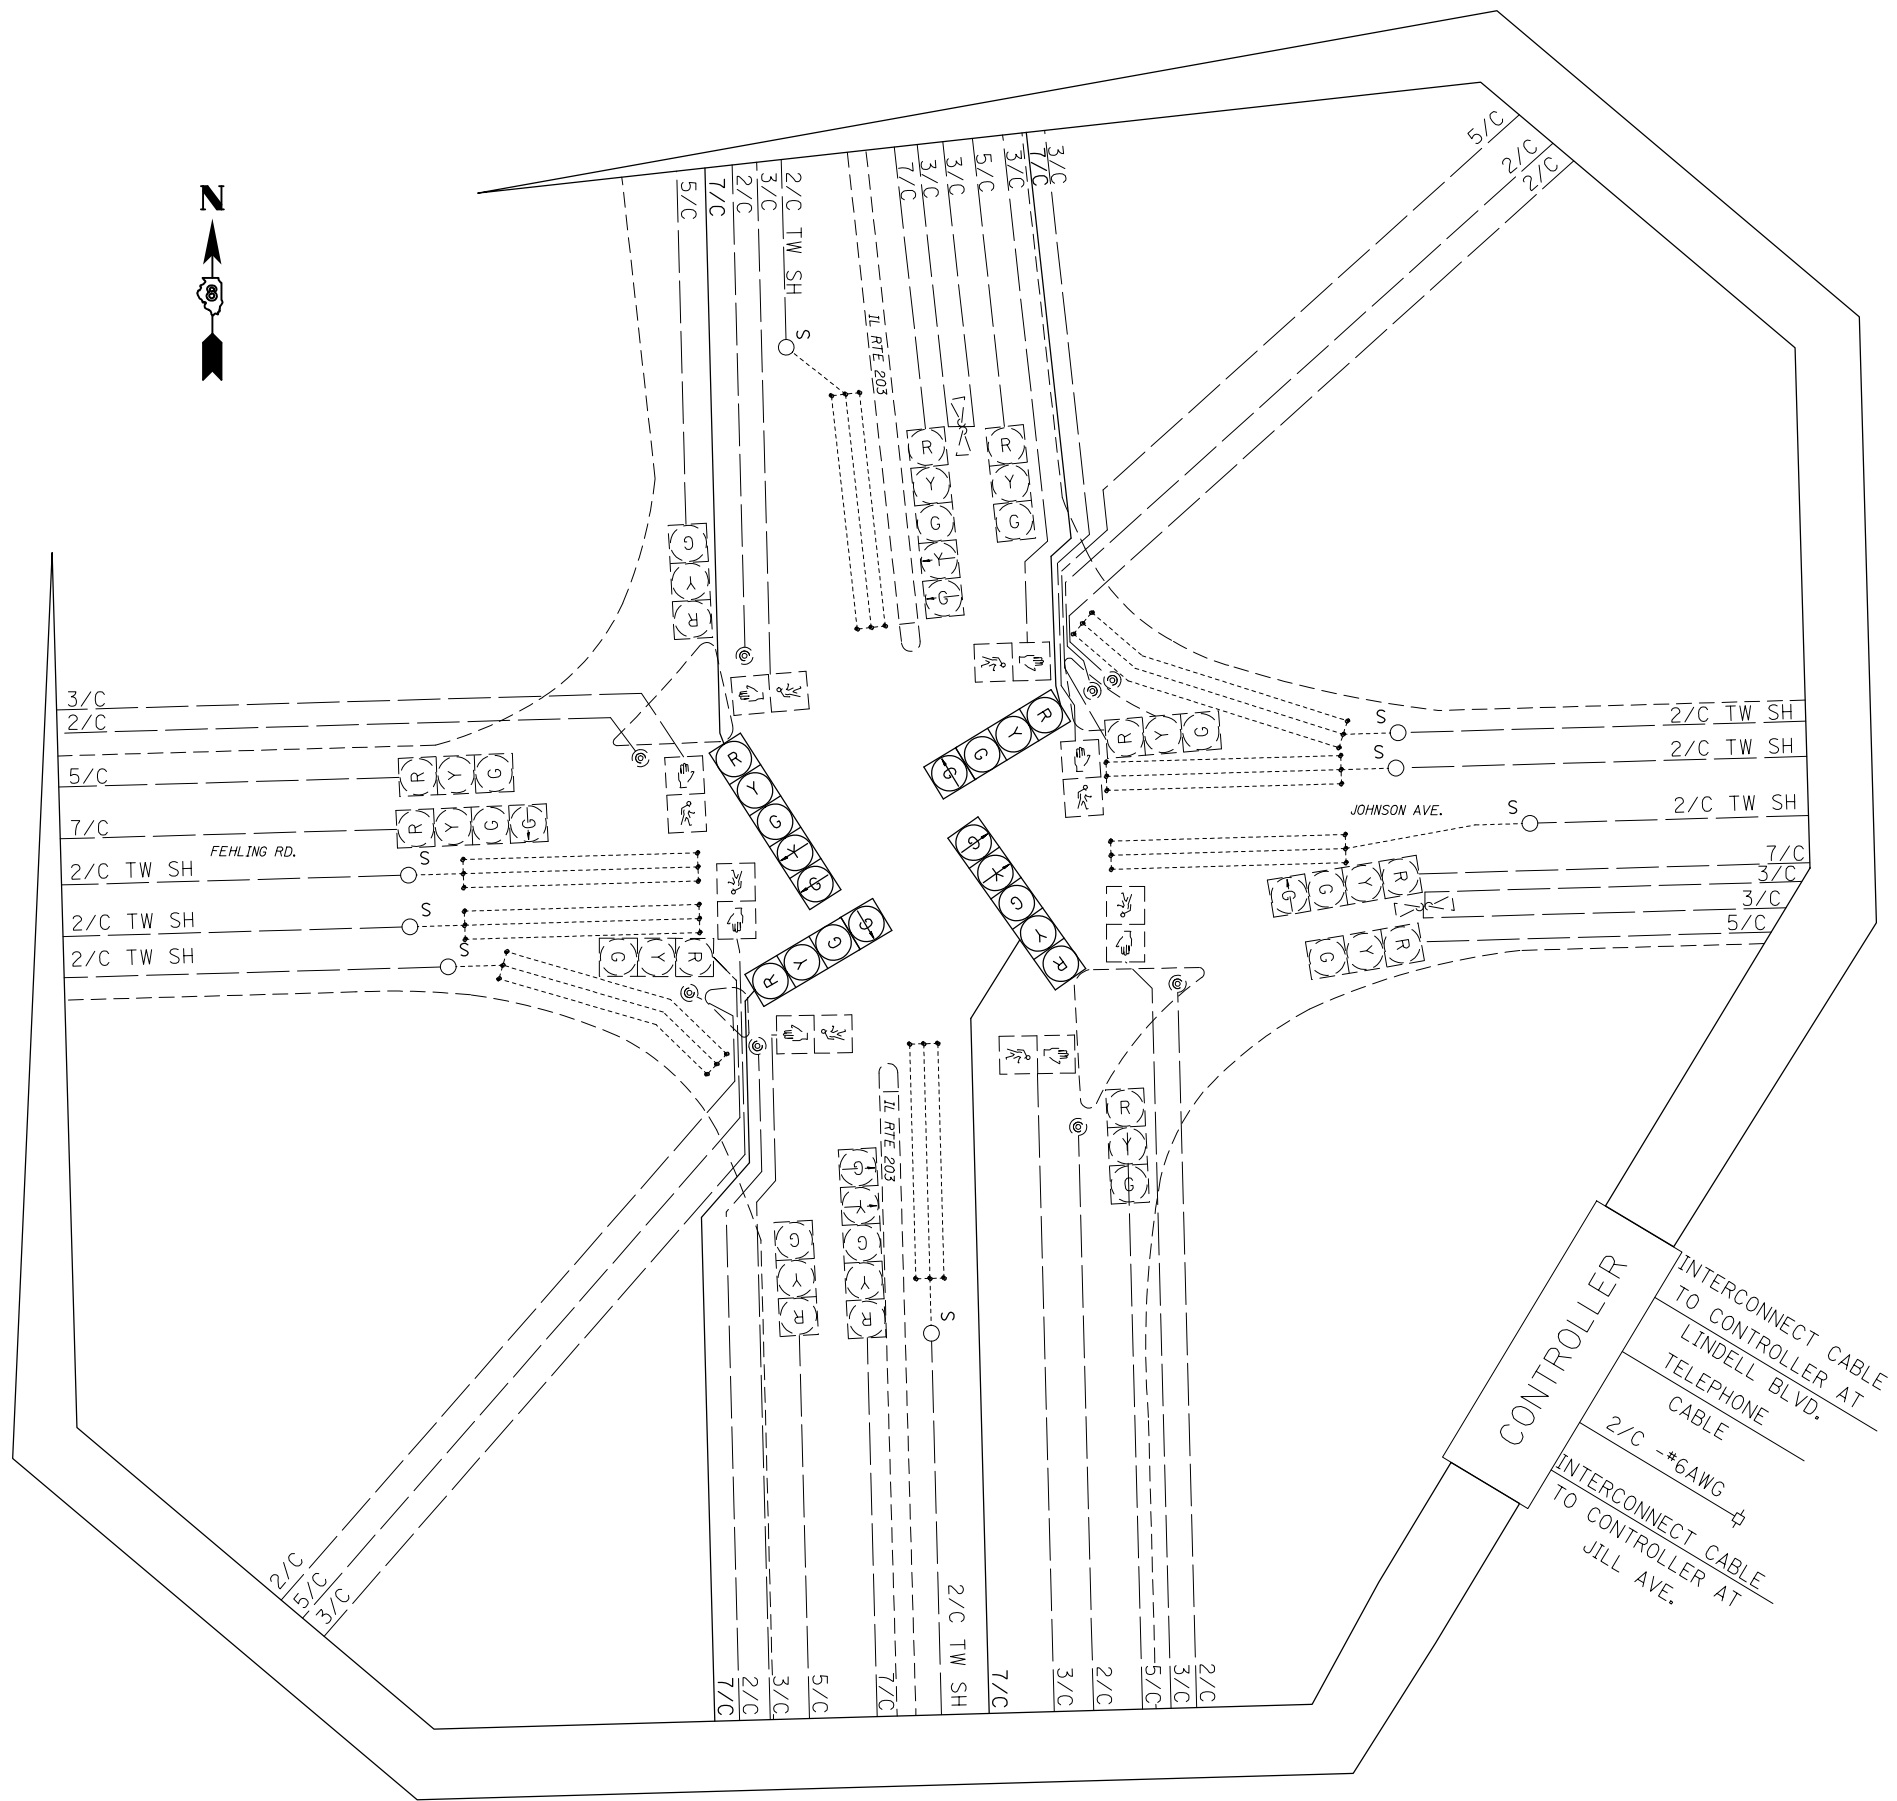 N
8
5/C
7/C
2/C
3/C
2/C TW SH
7/C
3/C
3/C
5/C
3/C
7/C
3/C
5/C
2/C
2/C
S
IL RTE 203
R
Y
G
Y
G
R
Y
G
G
Y
R
3/C
2/C
5/C
R Y G
7/C
R Y G G
FEHLING RD.
2/C TW SH
S
2/C TW SH
S
2/C TW SH
S
R
Y
G
Y
G
R
Y
G
G
R Y G
S
2/C TW SH
S
2/C TW SH
JOHNSON AVE.
S
2/C TW SH
7/C
3/C
3/C
5/C
G G Y R
G Y R
G
Y
G
Y
R
G Y R
R Y G G
IL RTE 203
G
Y
G
Y
R
G
Y
R
R
Y
G
S
2/C
5/C
3/C
7/C
2/C
3/C
5/C
7/C
2/C TW SH
7/C
3/C
2/C
5/C
3/C
2/C
CONTROLLER
INTERCONNECT CABLE
TO CONTROLLER AT
LINDELL BLVD.
TELEPHONE
CABLE
2/C -#6AWG
INTERCONNECT CABLE
TO CONTROLLER AT
JILL AVE.